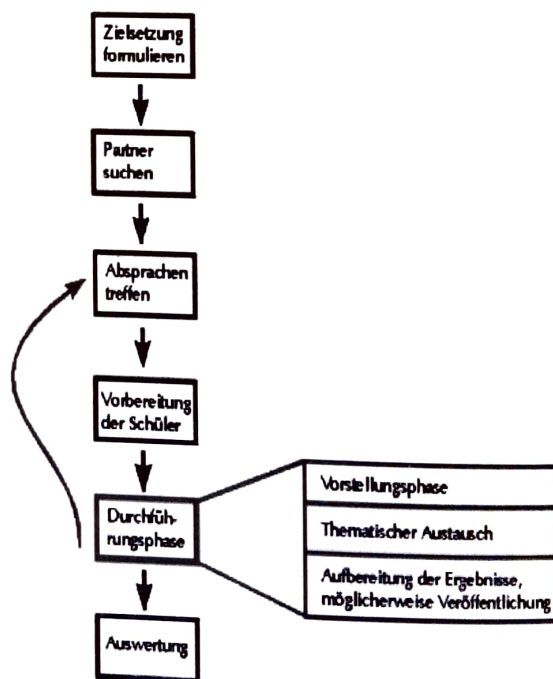 Zielsetzung
formulieren
Partner
suchen
Absprachen
treffen
Vorbereitung
der Schüler
Durchfüh-
rungsphase
Vorstellungsphase
Thematischer Austausch
Aufbereitung der Ergebnisse,
möglicherweise Veröffentlichung
Auswertung